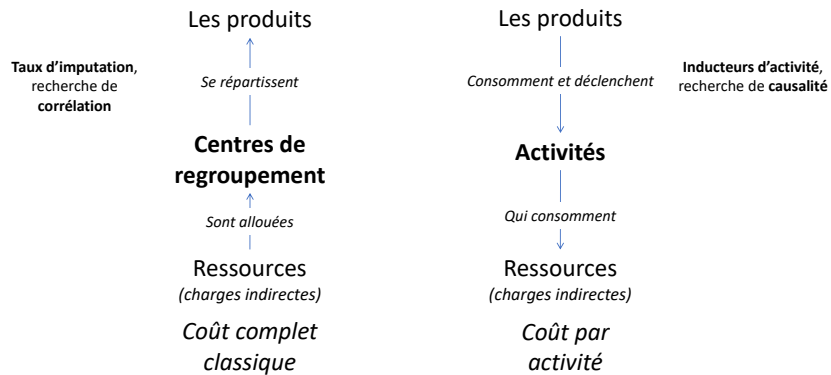 Les produits
Taux d'imputation,
recherche de
corrélation
Se répartissent
Centres de
regroupement
Sont allouées
Ressources
(charges indirectes)
Coût complet
classique
Les produits
Consomment et déclenchent
Inducteurs d'activité,
recherche de causalité
Activités
Qui consomment
Ressources
(charges indirectes)
Coût par
activité